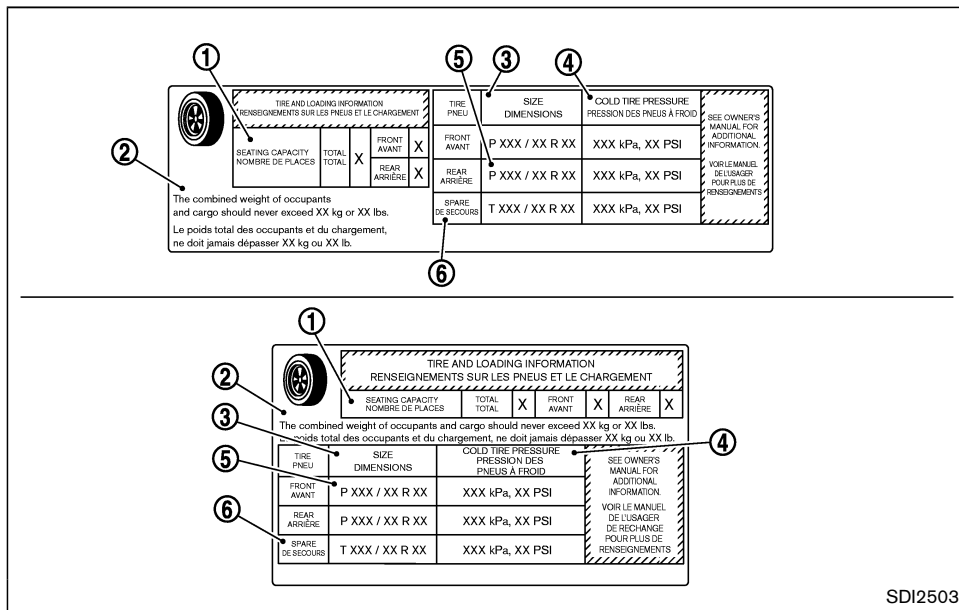 ① ⑤ ③ ④
②
TIRE AND LOADING INFORMATION
RENSEIGNEMENTS SUR LES PNEUS ET LE CHARGEMENT
SEATING CAPACITY
NOMBRE DE PLACES
TOTAL
TOTAL
X
FRONT
AVANT
X
REAR
ARRIÈRE
X
The combined weight of occupants
and cargo should never exceed XX kg or XX lbs.
Le poids total des occupants et du chargement,
ne doit jamais dépasser XX kg ou XX lb.
TIRE
PNEU
SIZE
DIMENSIONS
COLD TIRE PRESSURE
PRESSION DES PNEUS À FROID
FRONT
AVANT
P XXX / XX R XX
XXX kPa, XX PSI
REAR
ARRIÈRE
P XXX / XX R XX
XXX kPa, XX PSI
SPARE
DE SECOURS
T XXX / XX R XX
XXX kPa, XX PSI
SEE OWNER'S
MANUAL FOR
ADDITIONAL
INFORMATION.
VOIR LE MANUEL
DE L'USAGER
POUR PLUS DE
RENSEIGNEMENTS
⑥
①
②
③
④
⑤
⑥
TIRE AND LOADING INFORMATION
RENSEIGNEMENTS SUR LES PNEUS ET LE CHARGEMENT
SEATING CAPACITY
NOMBRE DE PLACES
TOTAL
TOTAL
X
FRONT
AVANT
X
REAR
ARRIÈRE
X
The combined weight of occupants and cargo should never exceed XX kg or XX lbs.
Le poids total des occupants et du chargement, ne doit jamais dépasser XX kg ou XX lb.
TIRE
PNEU
SIZE
DIMENSIONS
COLD TIRE PRESSURE
PRESSION DES
PNEUS À FROID
FRONT
AVANT
P XXX / XX R XX
XXX kPa, XX PSI
REAR
ARRIÈRE
P XXX / XX R XX
XXX kPa, XX PSI
SPARE
DE SECOURS
T XXX / XX R XX
XXX kPa, XX PSI
SEE OWNER'S
MANUAL FOR
ADDITIONAL
INFORMATION.
VOIR LE MANUEL
DE L'USAGER
DE RECHANGE
POUR PLUS DE
RENSEIGNEMENTS
SDI2503